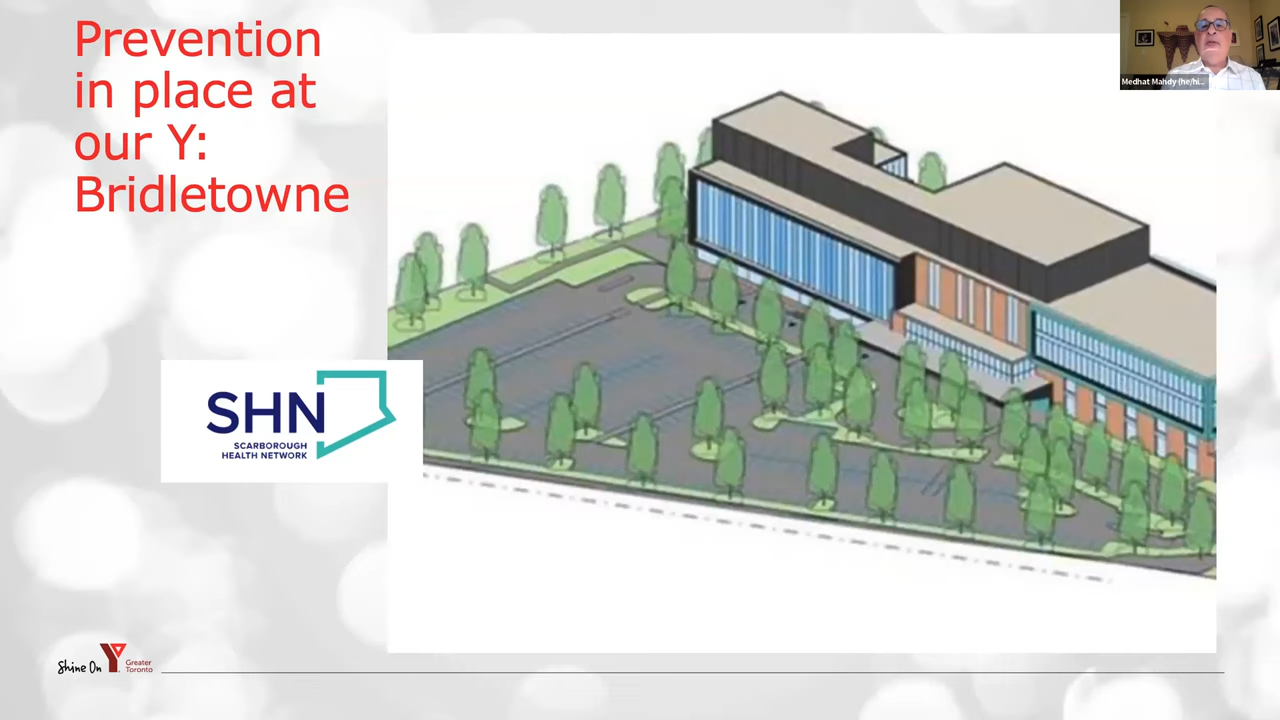 Prevention
in place at
our Y:
Bridletowne
Medhat Mahdy (he/hi...
SHN
SCARBOROUGH
HEALTH NETWORK
Shine On
Y
Greater
Toronto